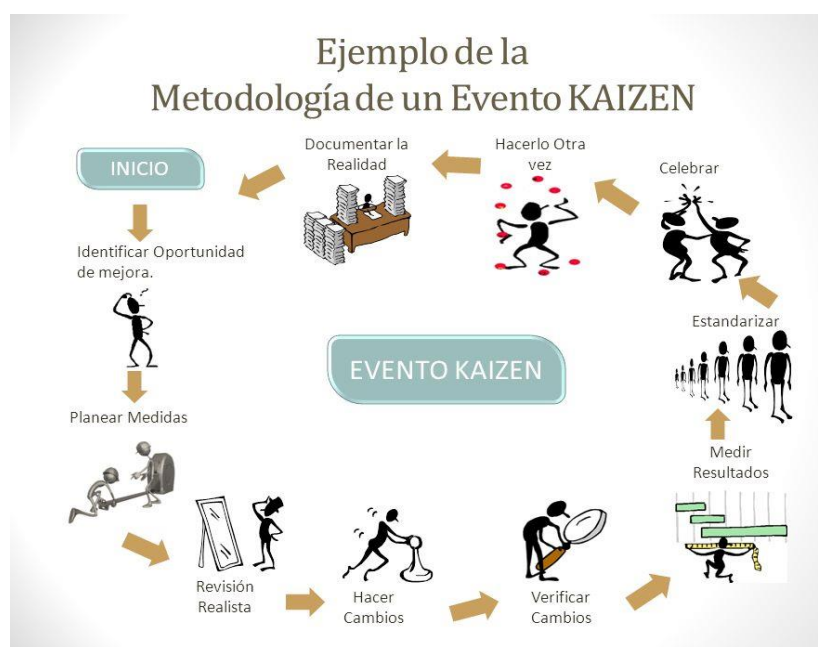 Ejemplo de la
Metodología de un Evento KAIZEN
INICIO
Identificar Oportunidad
de mejora.
Planear Medidas
Revisión
Realista
Hacer
Cambios
Verificar
Cambios
Medir
Resultados
Estandarizar
Celebrar
Hacerlo Otra
vez
Documentar la
Realidad
EVENTO KAIZEN